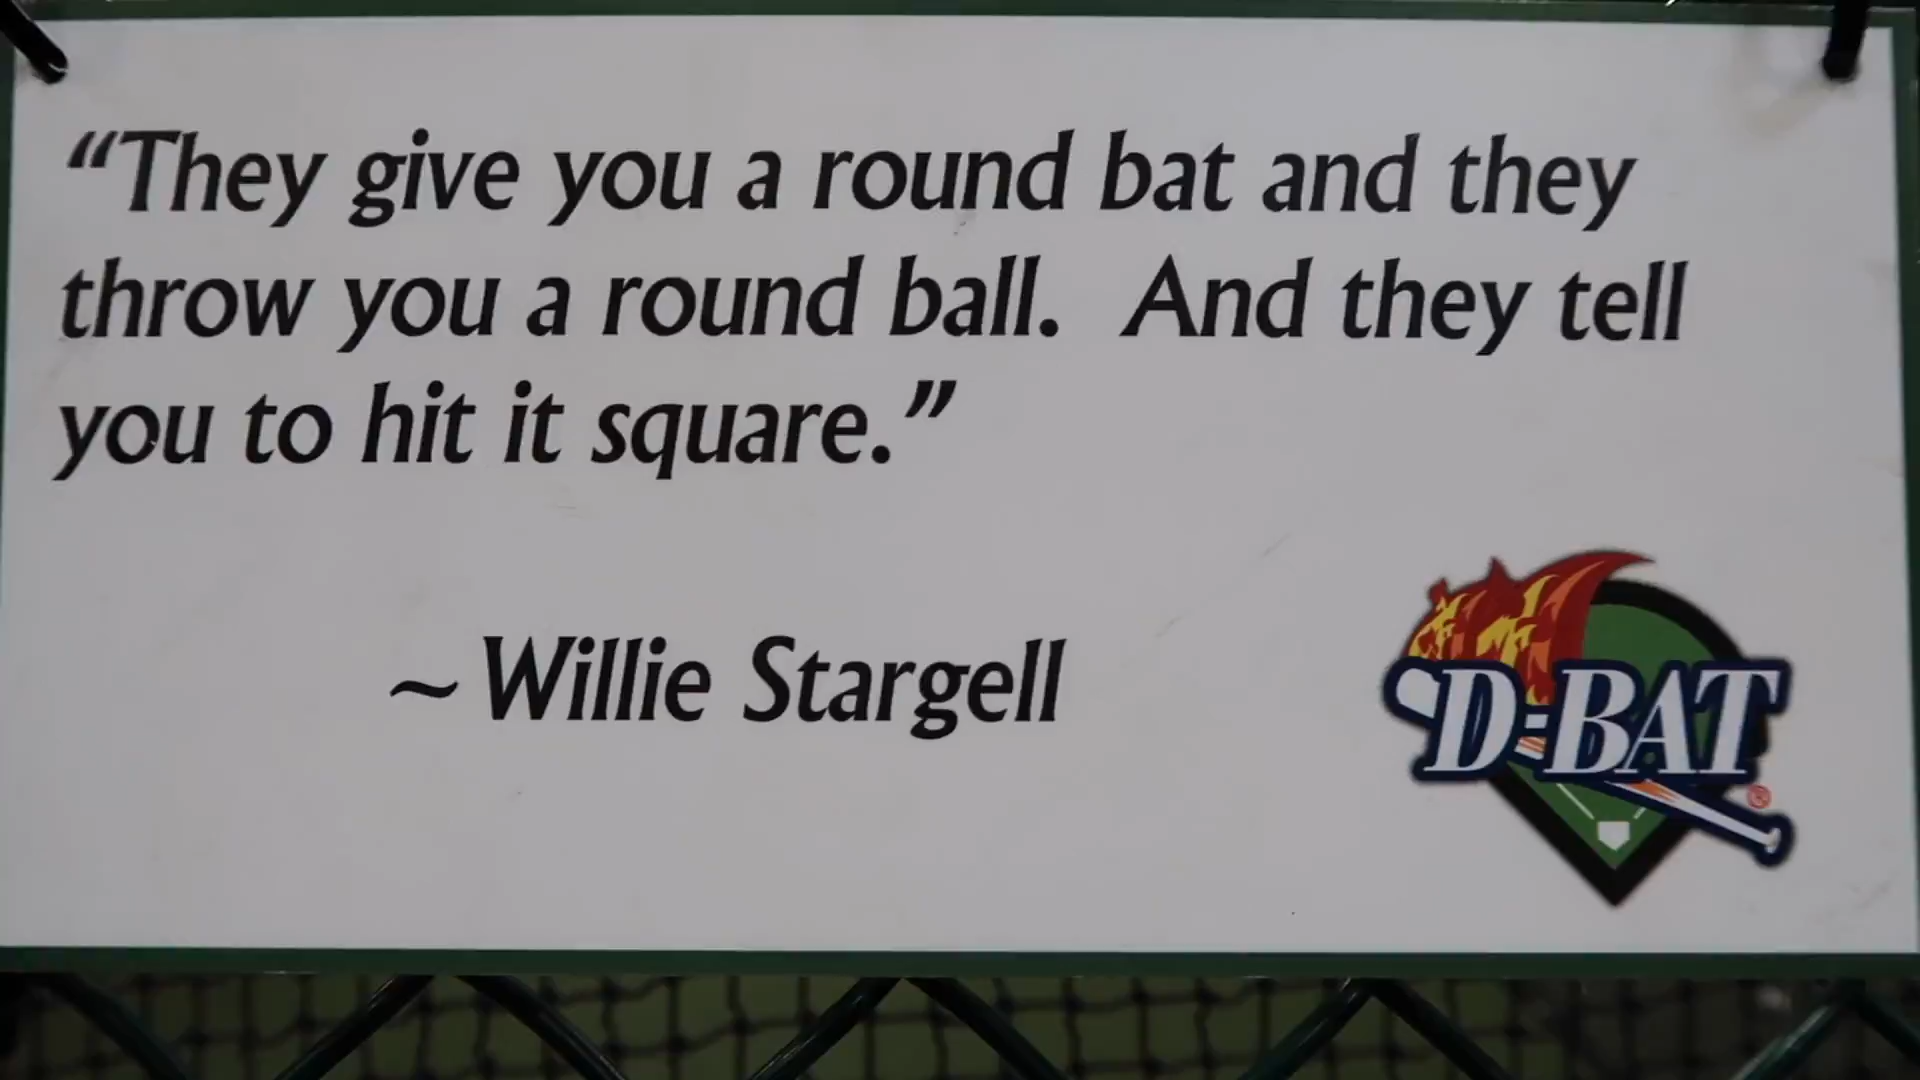 “They give you a round bat and they
throw you a round ball. And they tell
you to hit it square.”
~ Willie Stargell
D-BAT
®